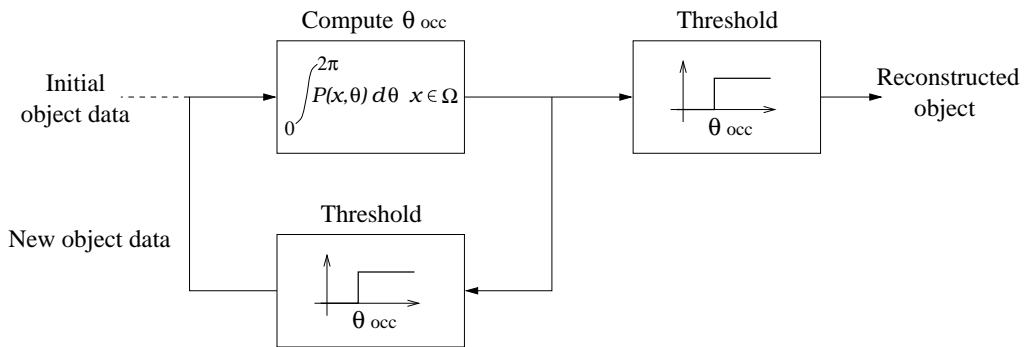 Compute θ occ
Threshold
Initial
object data
2π
P(x,θ) dθ x ∈ Ω
0
θ occ
Reconstructed
object
New object data
Threshold
θ occ